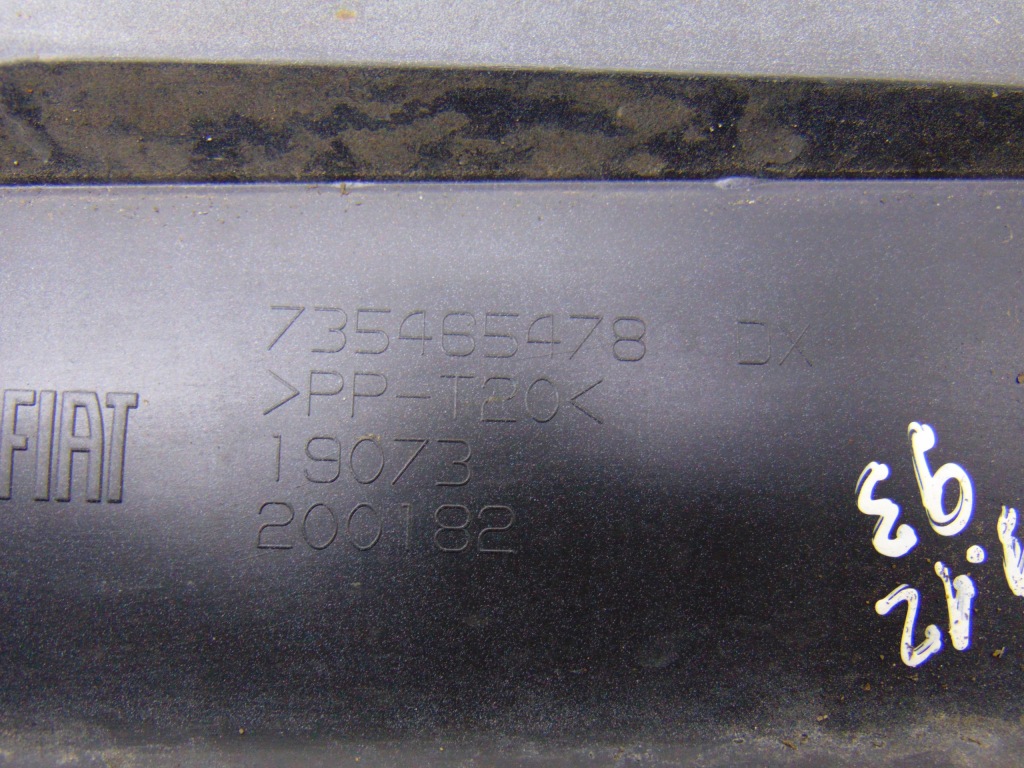 735465478 DX
>PP-T20<
FIAT
19073
200182